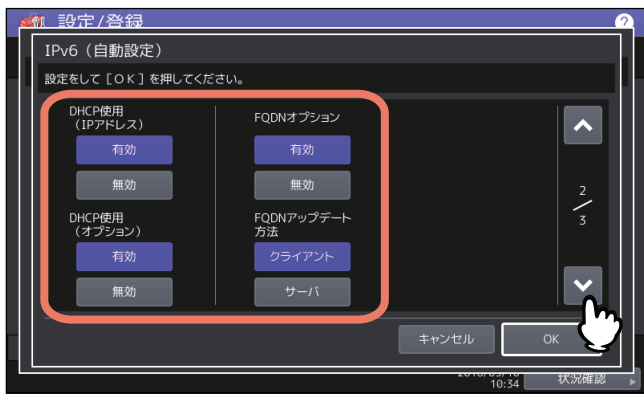 設定/登録
?
IPv6（自動設定）
設定をして［OK］を押してください。
DHCP使用
（IPアドレス）
有効
無効
DHCP使用
（オプション）
有効
無効
FQDNオプション
有効
無効
FQDNアップデート
方法
クライアント
サーバ
2
3
キャンセル
OK
10:34
状況確認